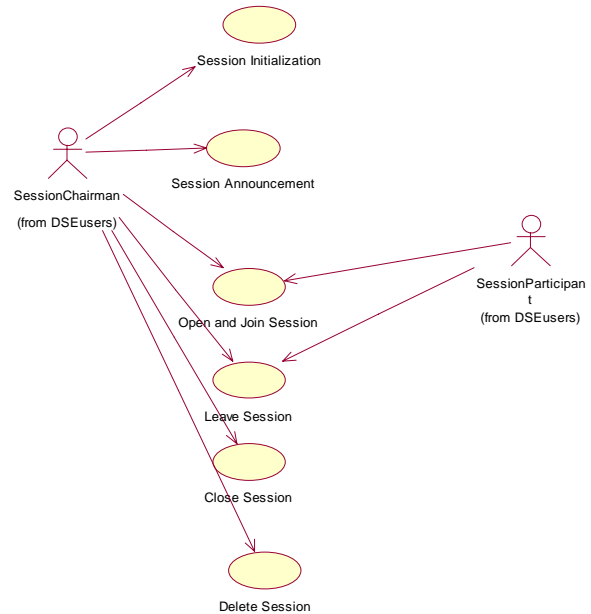 Session Initialization
Session Announcement
SessionChairman
(from DSEusers)
SessionParticipan
t
(from DSEusers)
Open and Join Session
Leave Session
Close Session
Delete Session